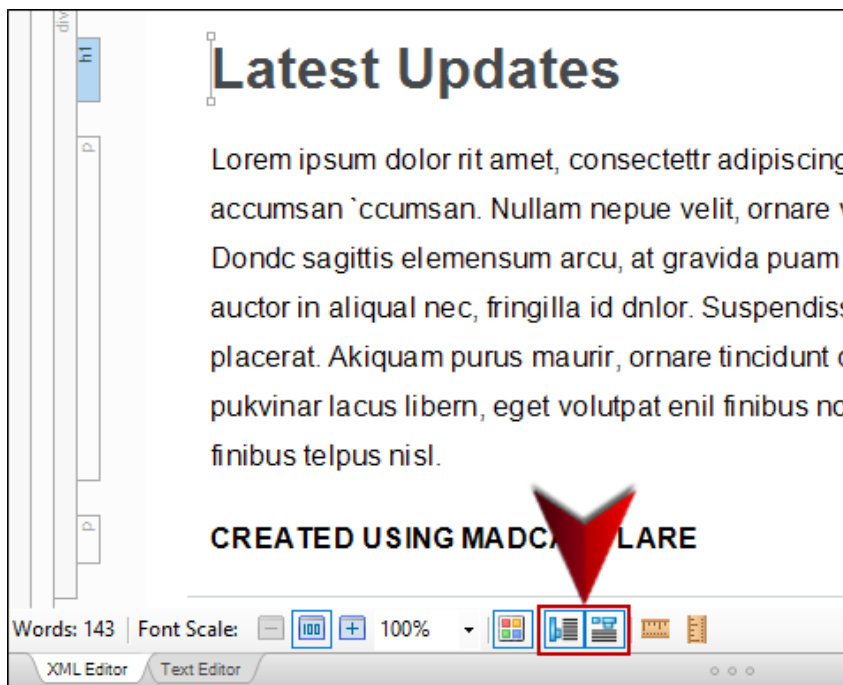 div
h1
Latest Updates
p
Lorem ipsum dolor rit amet, consectettr adipiscing
accumsan `ccumsan. Nullam nepue velit, ornare
Dondc sagittis elemensum arcu, at gravida puam
auctor in aliqual nec, fringilla id dnlor. Suspendiss
placerat. Akiquam purus maurir, ornare tincidunt
pukvinar lacus libern, eget volutpat enil finibus
finibus telpus nisl.
p
CREATED USING MADCA LARE
Words: 143 Font Scale: 100 100%
XML Editor Text Editor